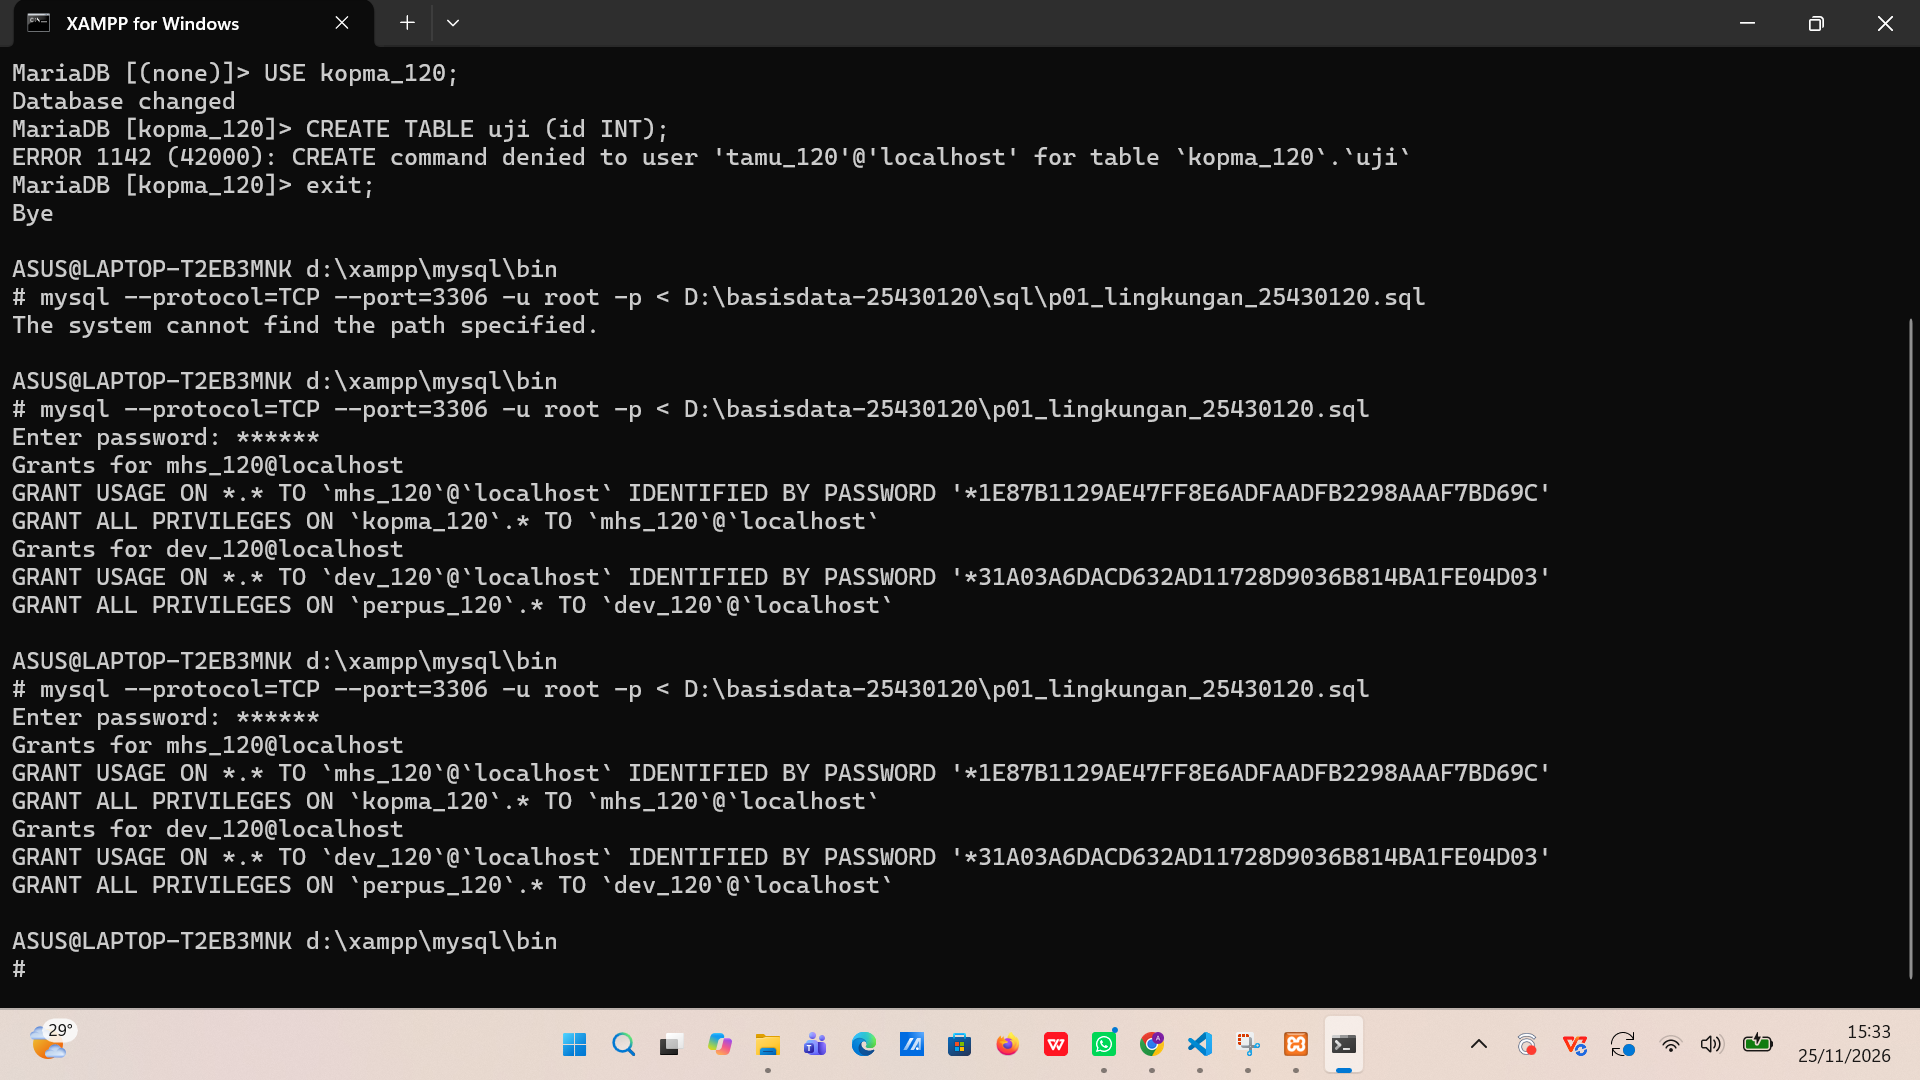 XAMPP for Windows
MariaDB [(none)]> USE kopma_120;
Database changed
MariaDB [kopma_120]> CREATE TABLE uji (id INT);
ERROR 1142 (42000): CREATE command denied to user 'tamu_120'@'localhost' for table `kopma_120`.`uji`
MariaDB [kopma_120]> exit;
Bye
ASUS@LAPTOP-T2EB3MNK d:\xampp\mysql\bin
# mysql --protocol=TCP --port=3306 -u root -p < D:\basisdata-25430120\sql\p01_lingkungan_25430120.sql
The system cannot find the path specified.
ASUS@LAPTOP-T2EB3MNK d:\xampp\mysql\bin
# mysql --protocol=TCP --port=3306 -u root -p < D:\basisdata-25430120\p01_lingkungan_25430120.sql
Enter password: ******
Grants for mhs_120@localhost
GRANT USAGE ON *.* TO `mhs_120`@`localhost` IDENTIFIED BY PASSWORD '*1E87B1129AE47FF8E6ADFAADFB2298AAAF7BD69C'
GRANT ALL PRIVILEGES ON `kopma_120`.* TO `mhs_120`@`localhost`
Grants for dev_120@localhost
GRANT USAGE ON *.* TO `dev_120`@`localhost` IDENTIFIED BY PASSWORD '*31A03A6DACD632AD11728D9036B814BA1FE04D03'
GRANT ALL PRIVILEGES ON `perpus_120`.* TO `dev_120`@`localhost`
ASUS@LAPTOP-T2EB3MNK d:\xampp\mysql\bin
# mysql --protocol=TCP --port=3306 -u root -p < D:\basisdata-25430120\p01_lingkungan_25430120.sql
Enter password: ******
Grants for mhs_120@localhost
GRANT USAGE ON *.* TO `mhs_120`@`localhost` IDENTIFIED BY PASSWORD '*1E87B1129AE47FF8E6ADFAADFB2298AAAF7BD69C'
GRANT ALL PRIVILEGES ON `kopma_120`.* TO `mhs_120`@`localhost`
Grants for dev_120@localhost
GRANT USAGE ON *.* TO `dev_120`@`localhost` IDENTIFIED BY PASSWORD '*31A03A6DACD632AD11728D9036B814BA1FE04D03'
GRANT ALL PRIVILEGES ON `perpus_120`.* TO `dev_120`@`localhost`
ASUS@LAPTOP-T2EB3MNK d:\xampp\mysql\bin
#
29°
15:33
25/11/2026